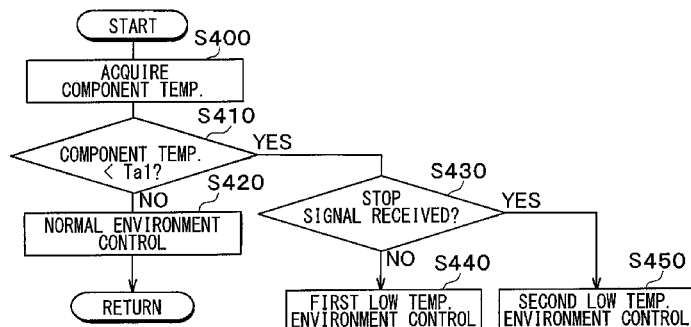 START
S400
ACQUIRE
COMPONENT TEMP.
S410
COMPONENT TEMP.
< Ta1?
YES
NO
S420
NORMAL ENVIRONMENT
CONTROL
RETURN
S430
STOP
SIGNAL RECEIVED?
YES
NO
S440
FIRST LOW TEMP.
ENVIRONMENT CONTROL
S450
SECOND LOW TEMP.
ENVIRONMENT CONTROL